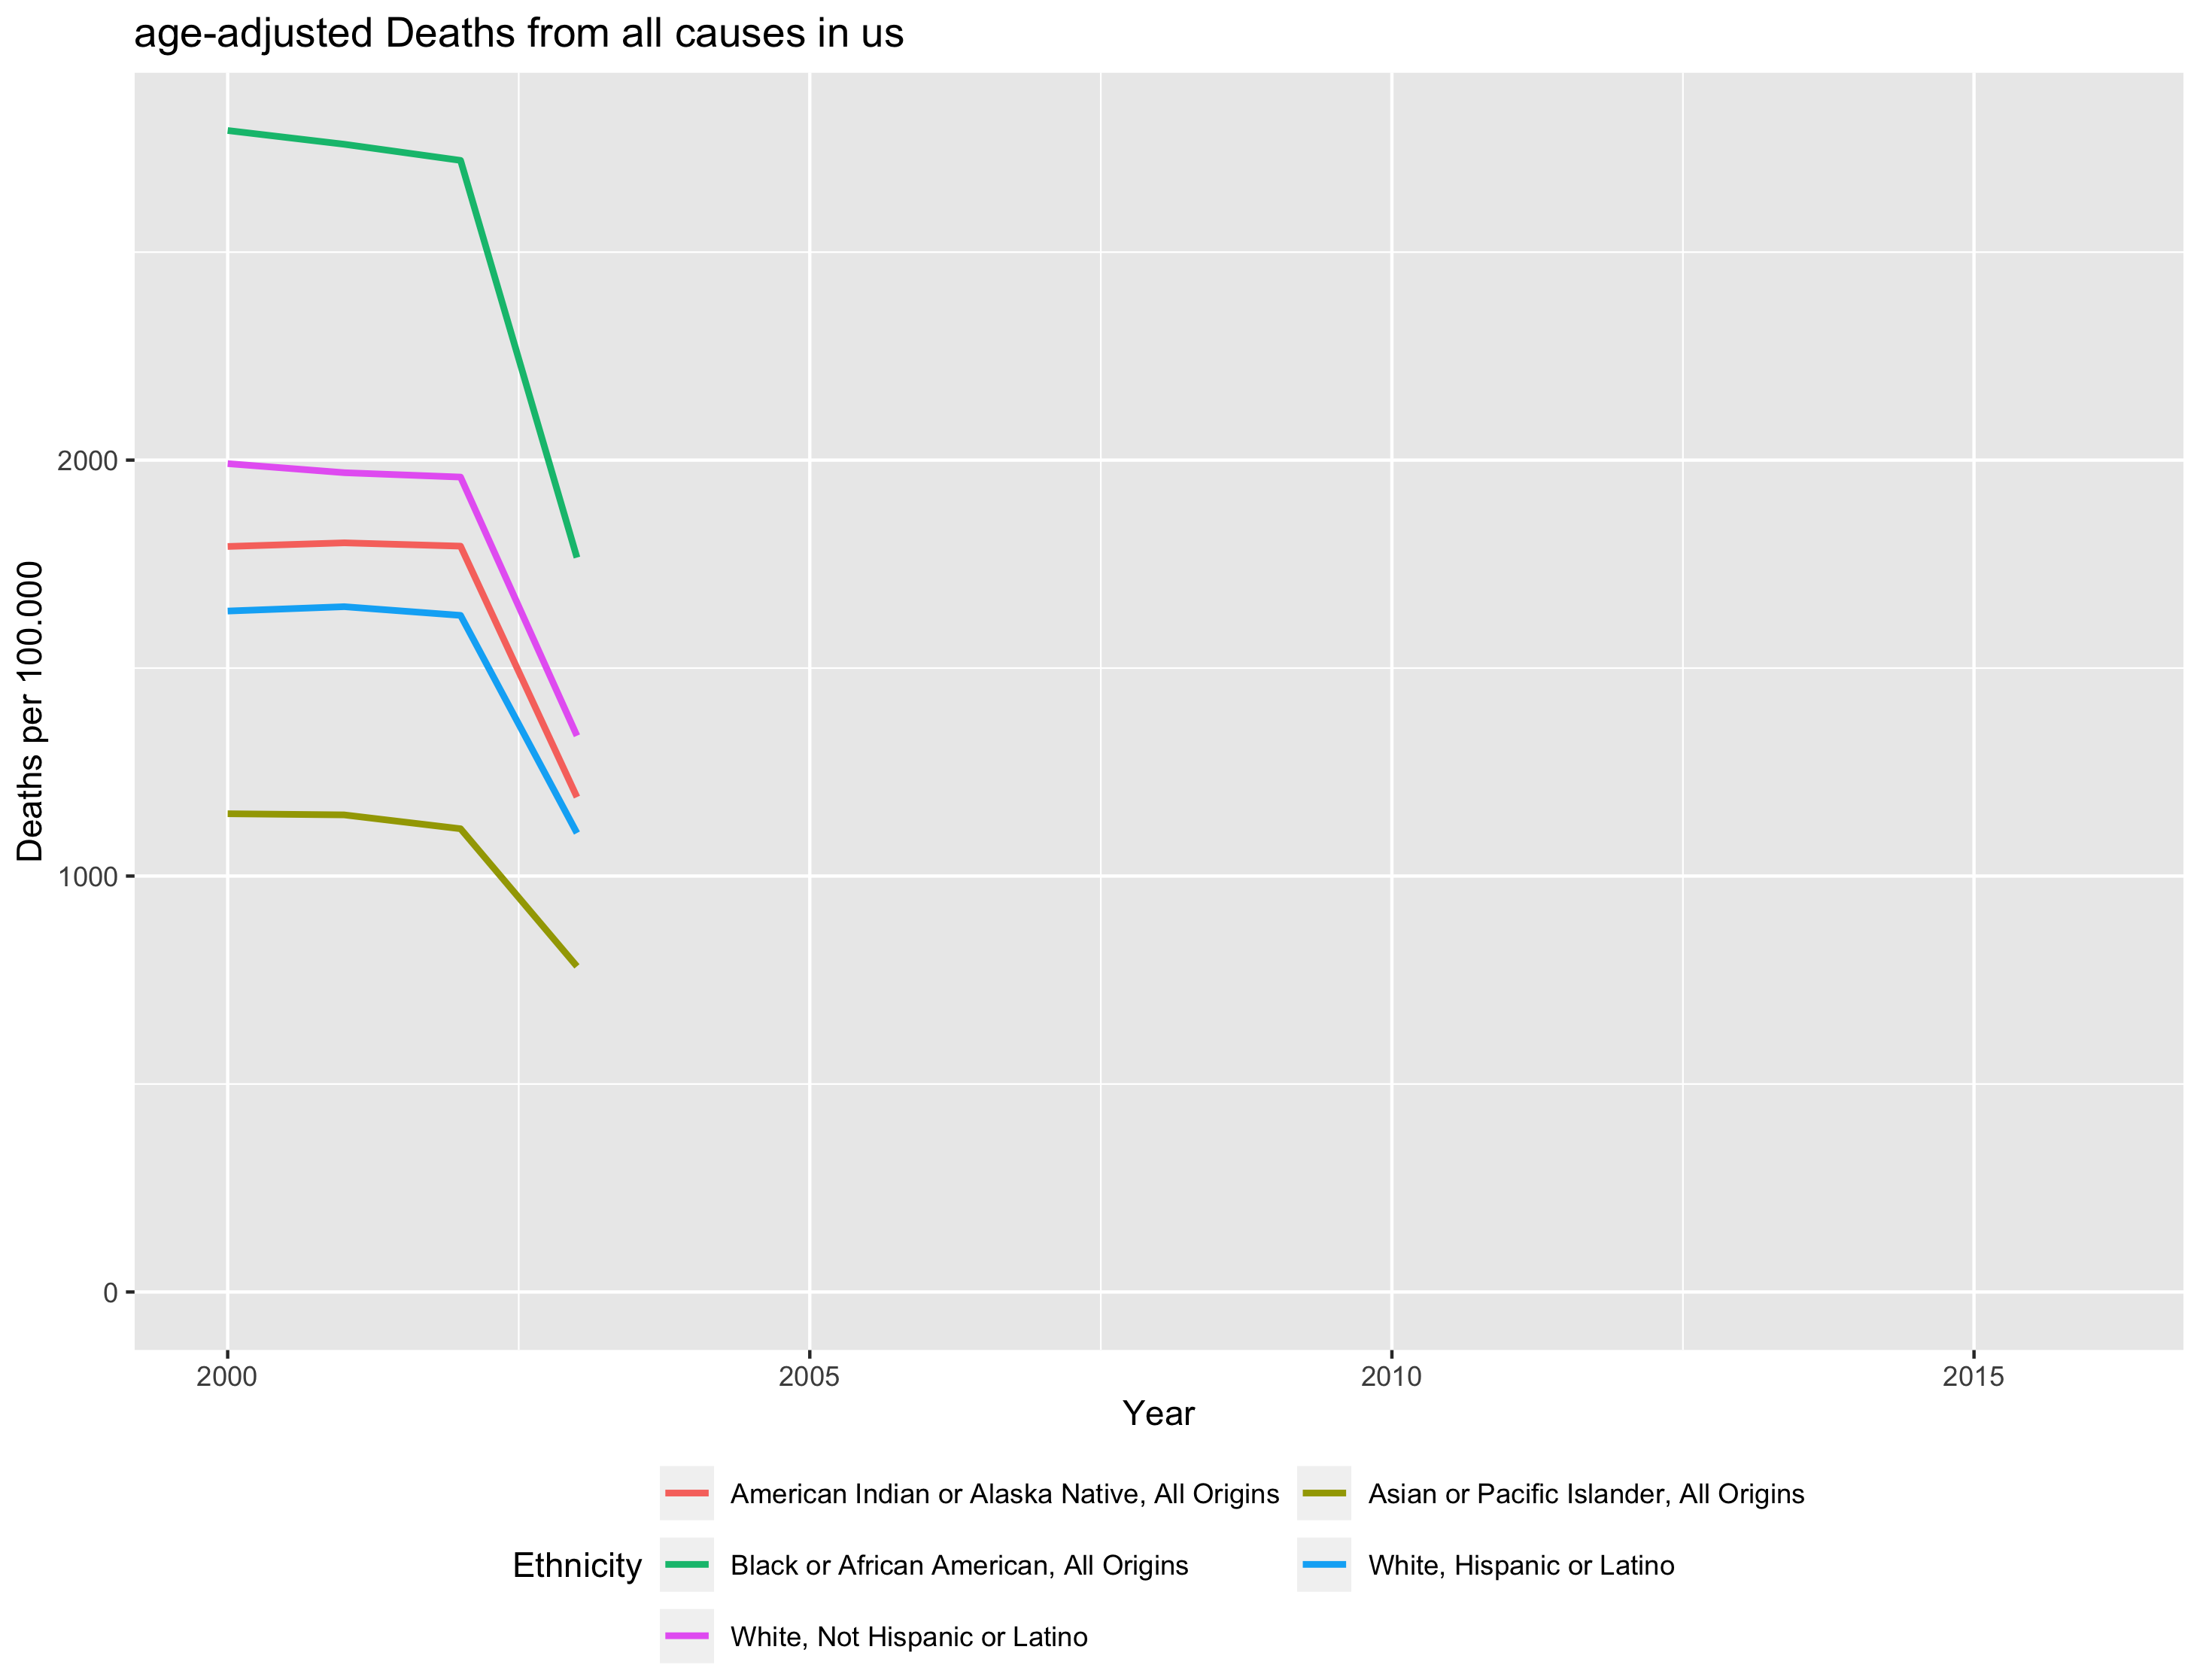 age-adjusted Deaths from all causes in us
Deaths per 100.000
2000
1000
0
2000
2005
2010
2015
Year
Ethnicity
American Indian or Alaska Native, All Origins
Asian or Pacific Islander, All Origins
Black or African American, All Origins
White, Hispanic or Latino
White, Not Hispanic or Latino